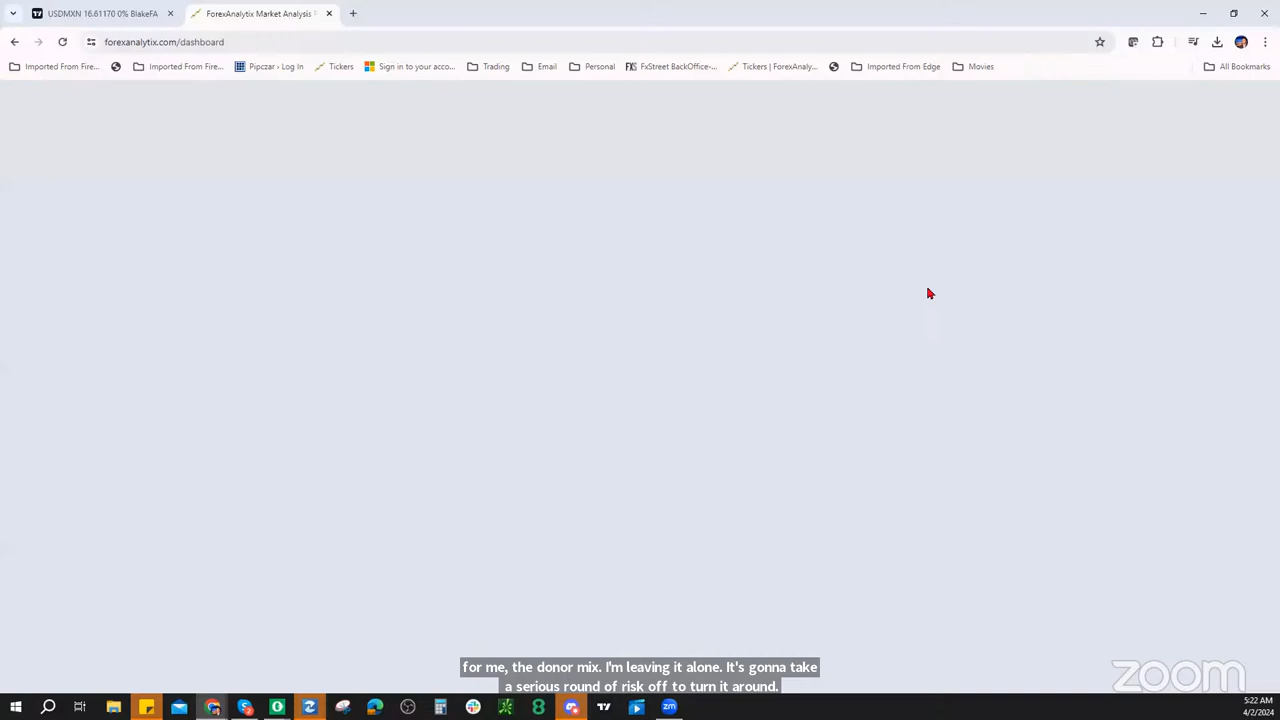 USDMXN 16.61170 0% BlakeFA
ForexAnalytix Market Analysis F
forexanalytix.com/dashboard
Imported From Fire...
Imported From Fire...
Pipczar - Log In
Tickers
Sign in to your acco...
Trading
Email
Personal
FXS FxStreet BackOffice-...
Tickers | ForexAnaly...
Imported From Edge
Movies
All Bookmarks
for me, the donor mix. I'm leaving it alone. It's gonna take
a serious round of risk off to turn it around.
zoom
5:22 AM
4/2/2024